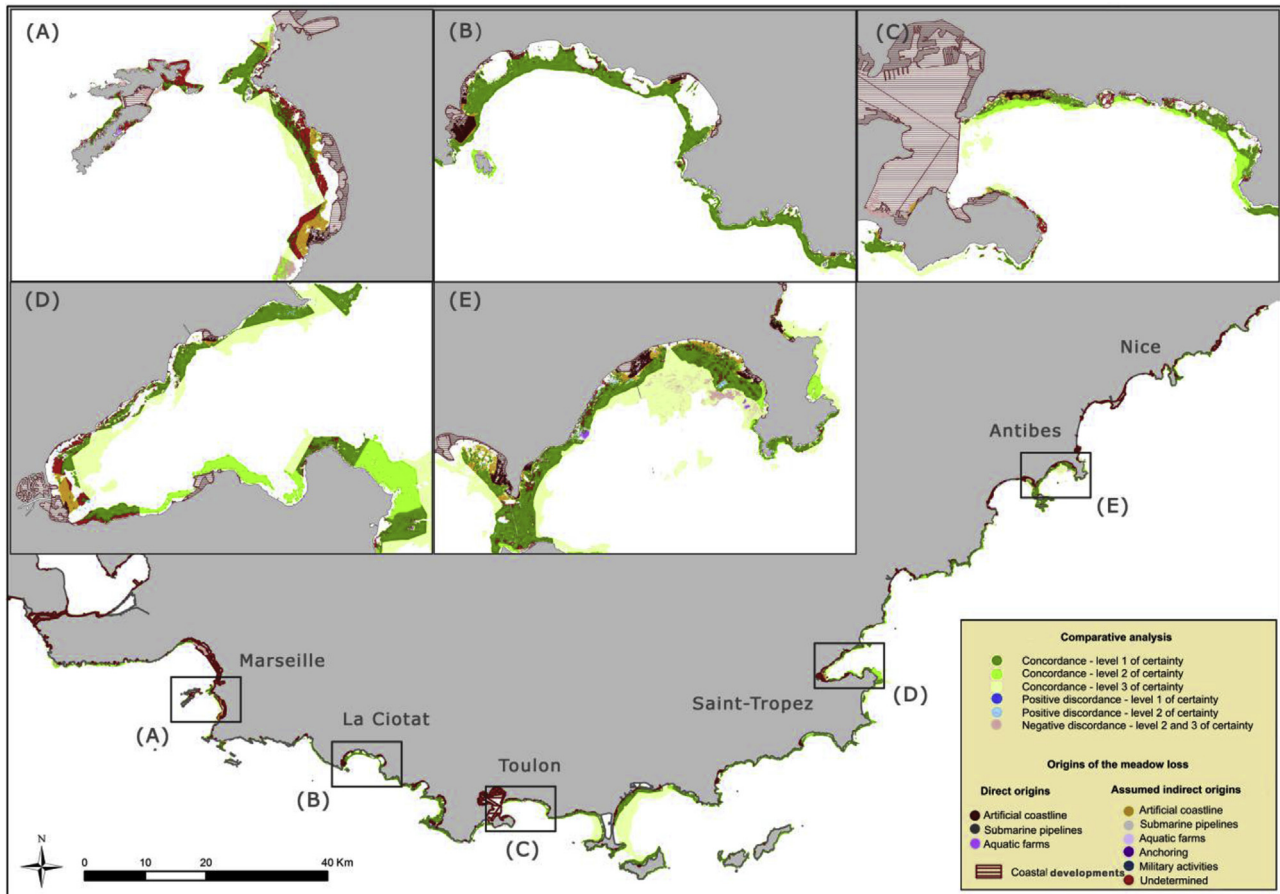 (A)
(B)
(C)
(D)
(E)
Nice
Antibes
(E)
Marseille
Saint-Tropez
(D)
(A)
La Ciotat
(B)
Toulon
(C)
N
0 10 20 40 Km
Comparative analysis
Concordance - level 1 of certainty
Concordance - level 2 of certainty
Concordance - level 3 of certainty
Positive discordance - level 1 of certainty
Positive discordance - level 2 of certainty
Negative discordance - level 2 and 3 of certainty
Origins of the meadow loss
Direct origins
Artificial coastline
Submarine pipelines
Aquatic farms
Coastal developments
Assumed indirect origins
Artificial coastline
Submarine pipelines
Aquatic farms
Anchoring
Military activities
Undetermined